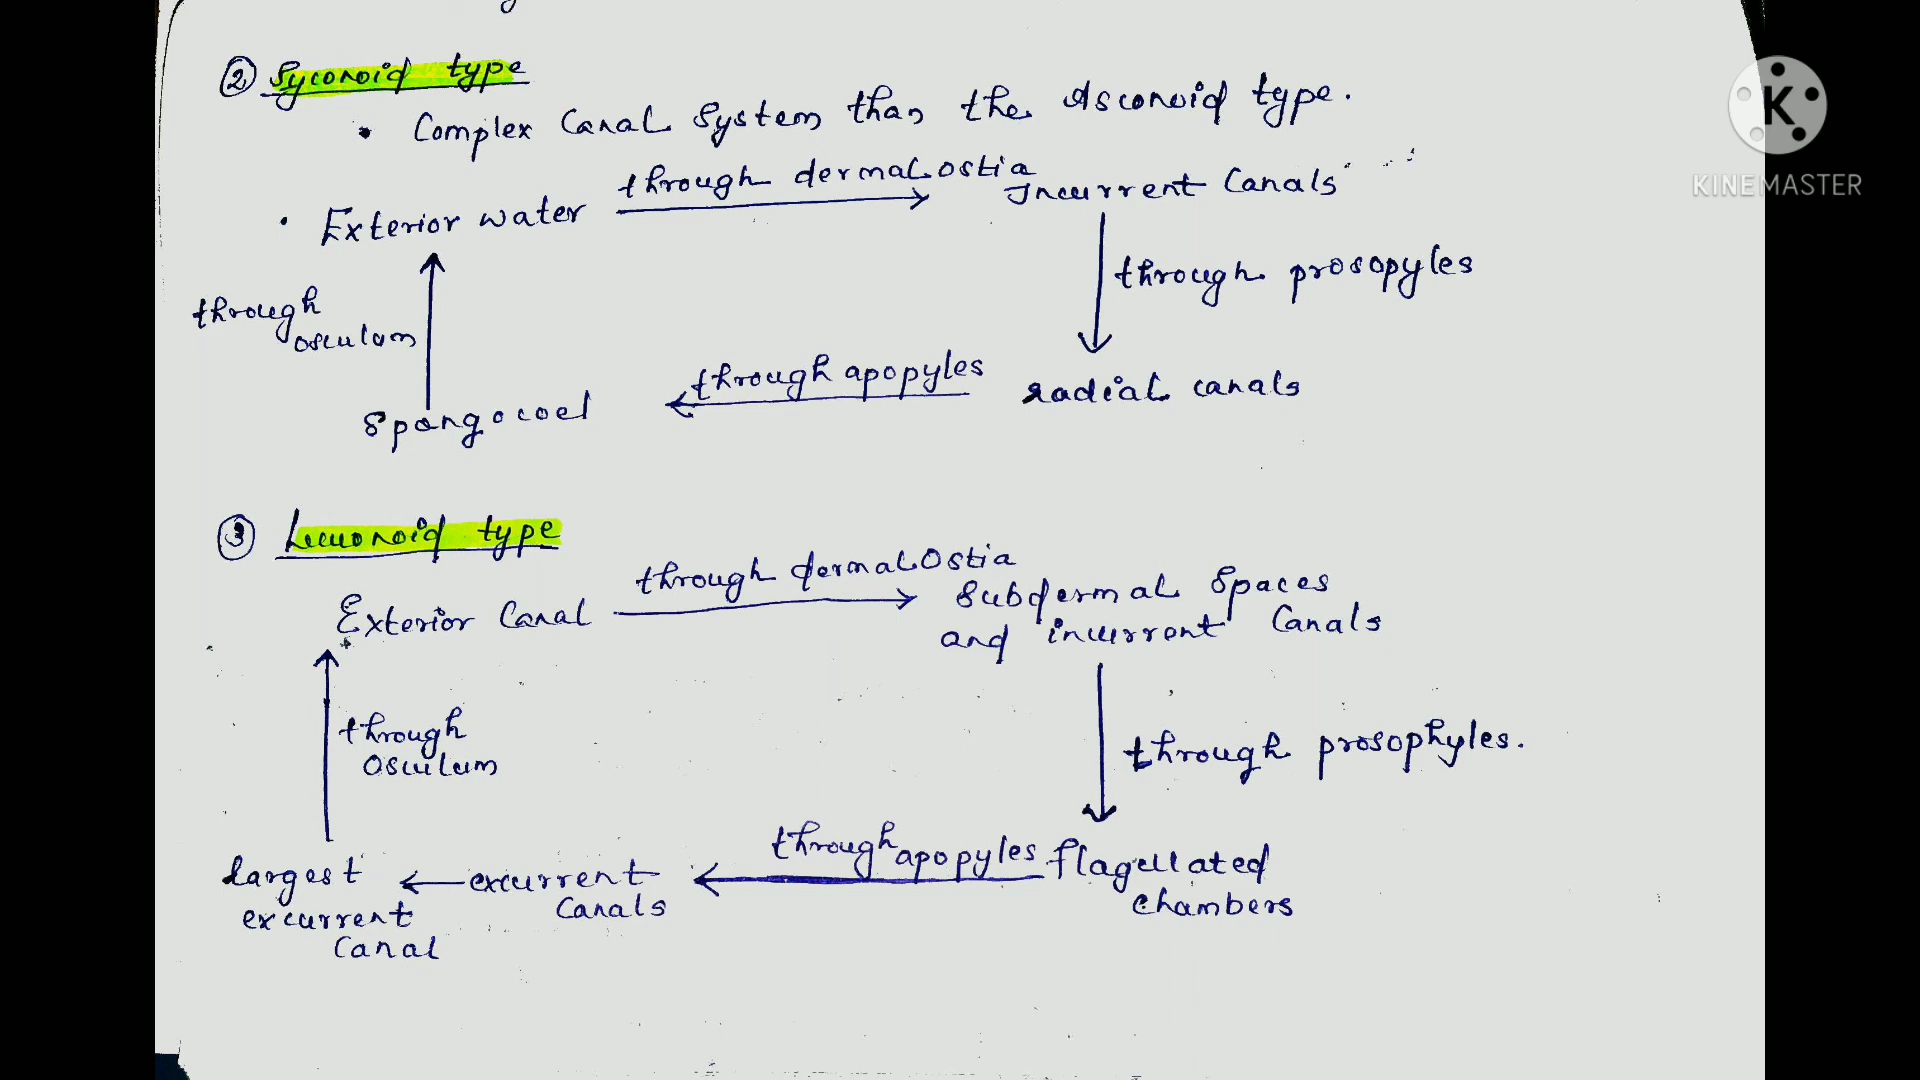 ② Syconoid type
• Complex Canal System than the Asconoid type.
• Exterior water through dermal ostia Incurrent Canals
through prosopyles
through
osculum
through apopyles radial canals
Spongocoel
③ Leuconoid type
Exterior Canal through dermal Ostia Subdermal Spaces
and incurrent Canals
through
osculum
through prosophyles.
through apopyles flagellated
chambers
largest excurrent
excurrent Canals
Canal
K
KINEMASTER